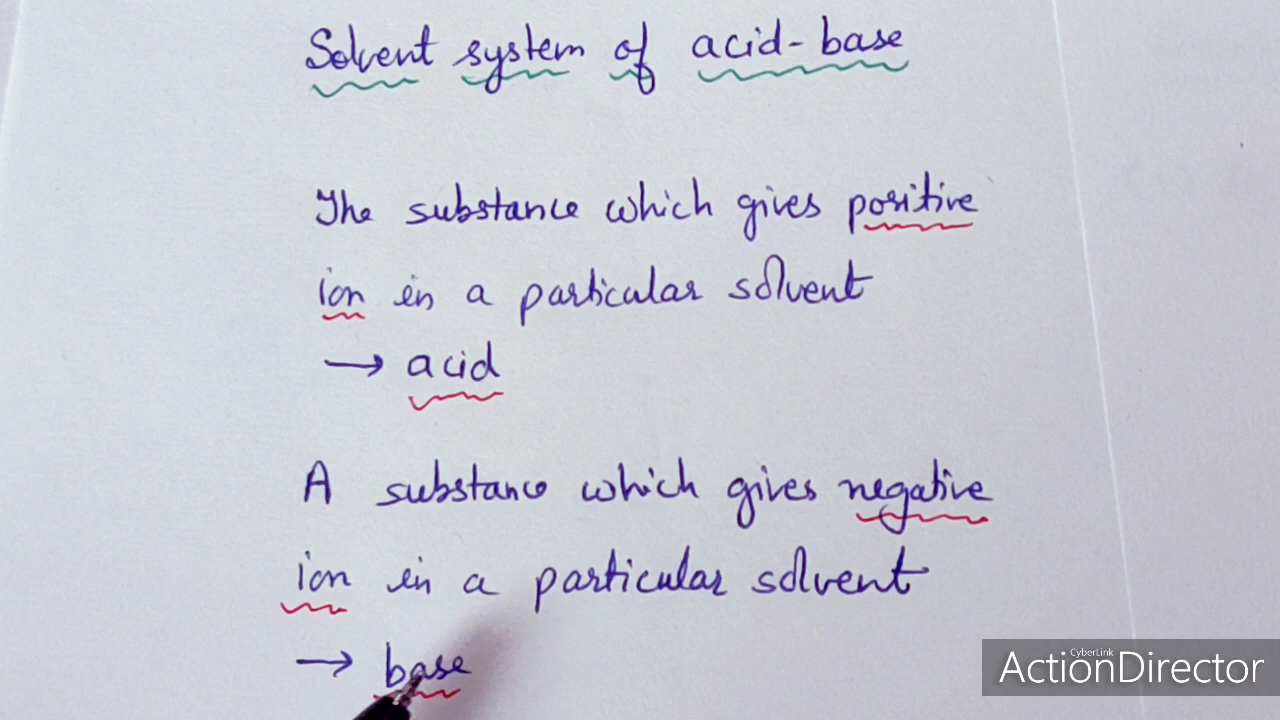 Solvent system of acid-base
The substance which gives positive
ion in a particular solvent
→ acid
A substance which gives negative
ion in a particular solvent
→ base
CyberLink
ActionDirector